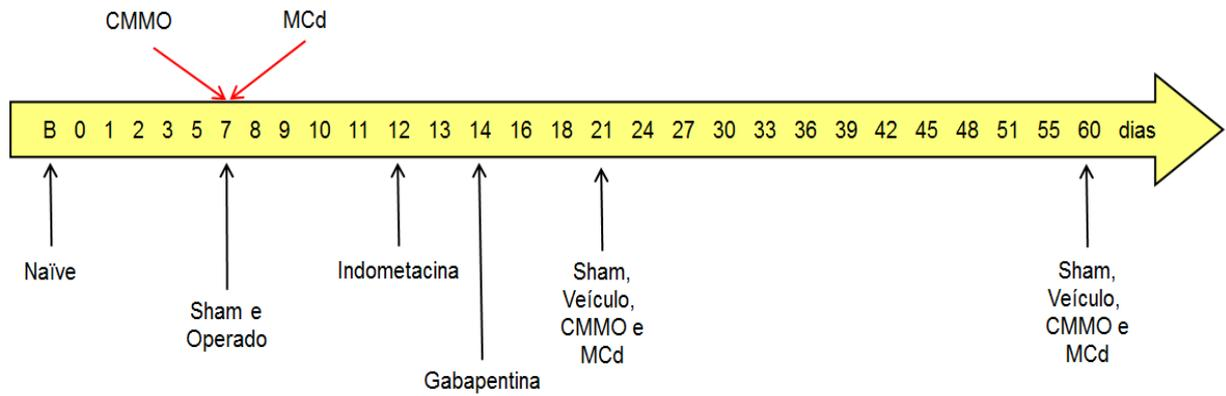 CMMO MCd
B 0 1 2 3 5 7 8 9 10 11 12 13 14 16 18 21 24 27 30 33 36 39 42 45 48 51 55 60 dias
Naïve
Sham e
Operado
Indometacina
Gabapentina
Sham,
Veículo,
CMMO e
MCd
Sham,
Veículo,
CMMO e
MCd